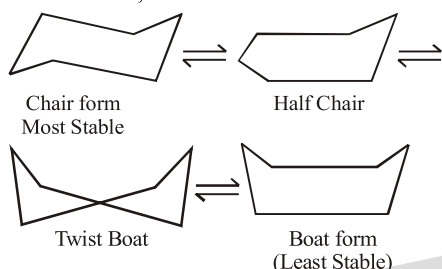 Chair form
Most Stable
Half Chair
Twist Boat
Boat form
(Least Stable)